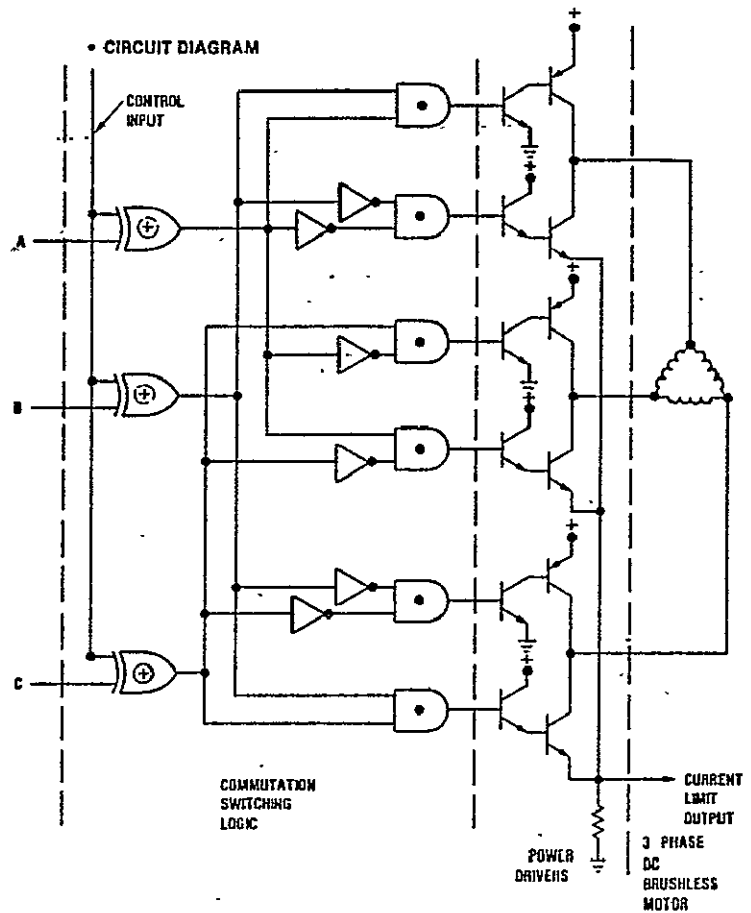 • CIRCUIT DIAGRAM
CONTROL
INPUT
A
B
C
COMMUTATION
SWITCHING
LOGIC
POWER
DRIVERS
CURRENT
LIMIT
OUTPUT
3 PHASE
DC
BRUSHLESS
MOTOR